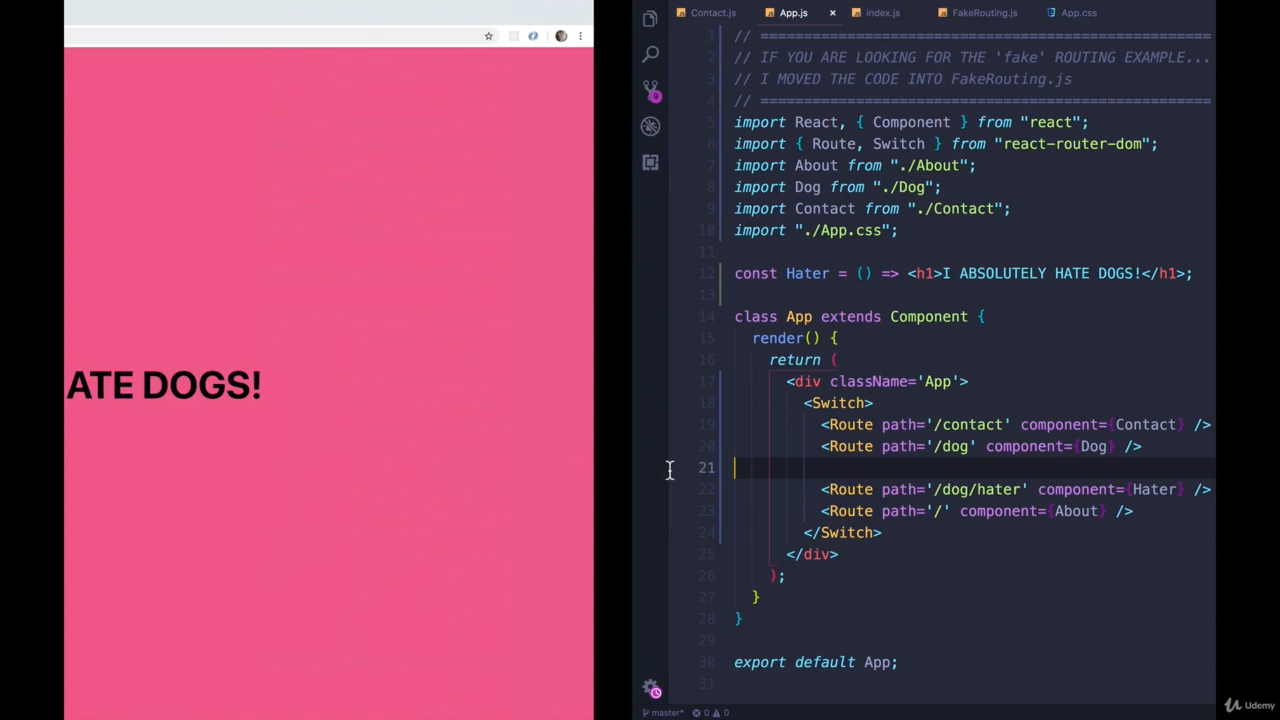 Contact.js App.js × index.js FakeRouting.js App.css
1 // ====================================================
2 // IF YOU ARE LOOKING FOR THE 'fake' ROUTING EXAMPLE...
3 // I MOVED THE CODE INTO FakeRouting.js
4 // ====================================================
5 import React, { Component } from "react";
6 import { Route, Switch } from "react-router-dom";
7 import About from "./About";
8 import Dog from "./Dog";
9 import Contact from "./Contact";
10 import "./App.css";
11
12 const Hater = () => <h1>I ABSOLUTELY HATE DOGS!</h1>;
13
14 class App extends Component {
15 render() {
16 return (
17 <div className='App'>
18 <Switch>
19 <Route path='/contact' component={Contact} />
20 <Route path='/dog' component={Dog} />
21
22 <Route path='/dog/hater' component={Hater} />
23 <Route path='/' component={About} />
24 </Switch>
25 </div>
26 );
27 }
28 }
30 export default App;
31
ATE DOGS!
9
master* 0 0
Udemy